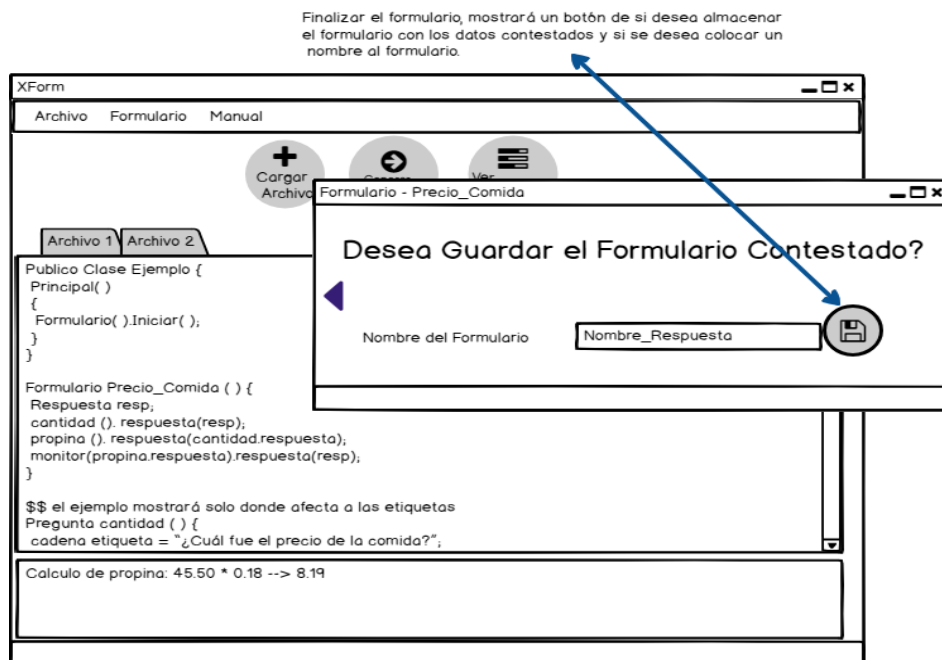 Finalizar el formulario, mostrará un botón de si desea almacenar
el formulario con los datos contestados y si se desea colocar un
nombre al formulario.
XForm
Archivo Formulario Manual
Cargar
Archivo
Ver
Formulario - Precio_Comida
Desea Guardar el Formulario Contestado?
Nombre del Formulario Nombre_Respuesta
Archivo 1 Archivo 2
Publico Clase Ejemplo {
Principal( )
{
Formulario( ).Iniciar( );
}
}
Formulario Precio_Comida ( ) {
Respuesta resp;
cantidad (). respuesta(resp);
propina (). respuesta(cantidad.respuesta);
monitor(propina.respuesta).respuesta(resp);
}
$$ el ejemplo mostrará solo donde afecta a las etiquetas
Pregunta cantidad ( ) {
cadena etiqueta = “¿Cuál fue el precio de la comida?”;
Calculo de propina: 45.50 * 0.18 --> 8.19